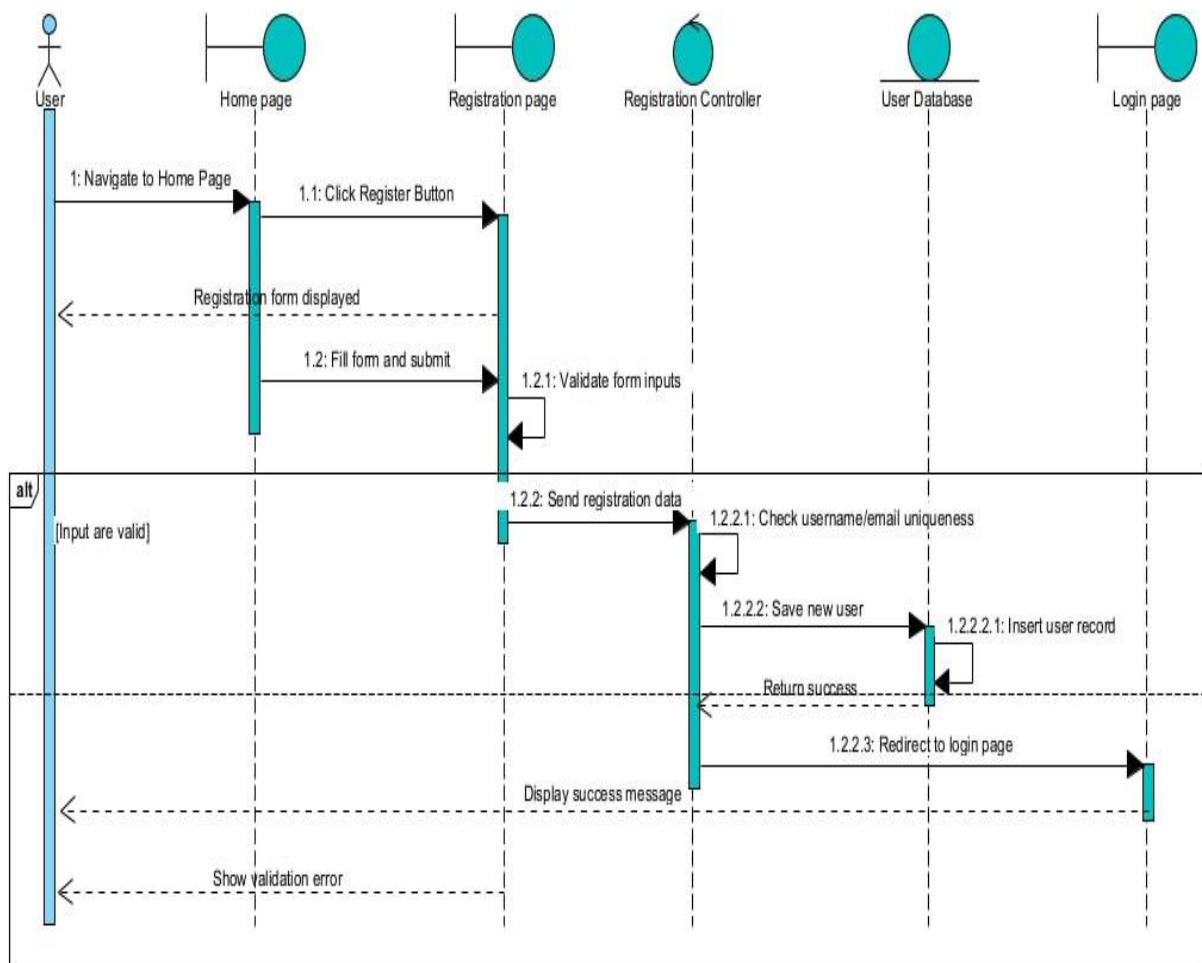 User
Home page
Registration page
Registration Controller
User Database
Login page
1: Navigate to Home Page
1.1: Click Register Button
Registration form displayed
1.2: Fill form and submit
1.2.1: Validate form inputs
alt
1.2.2: Send registration data
1.2.2.1: Check username/email uniqueness
[Input are valid]
1.2.2.2: Save new user
1.2.2.2.1: Insert user record
Return success
1.2.2.3: Redirect to login page
Display success message
Show validation error